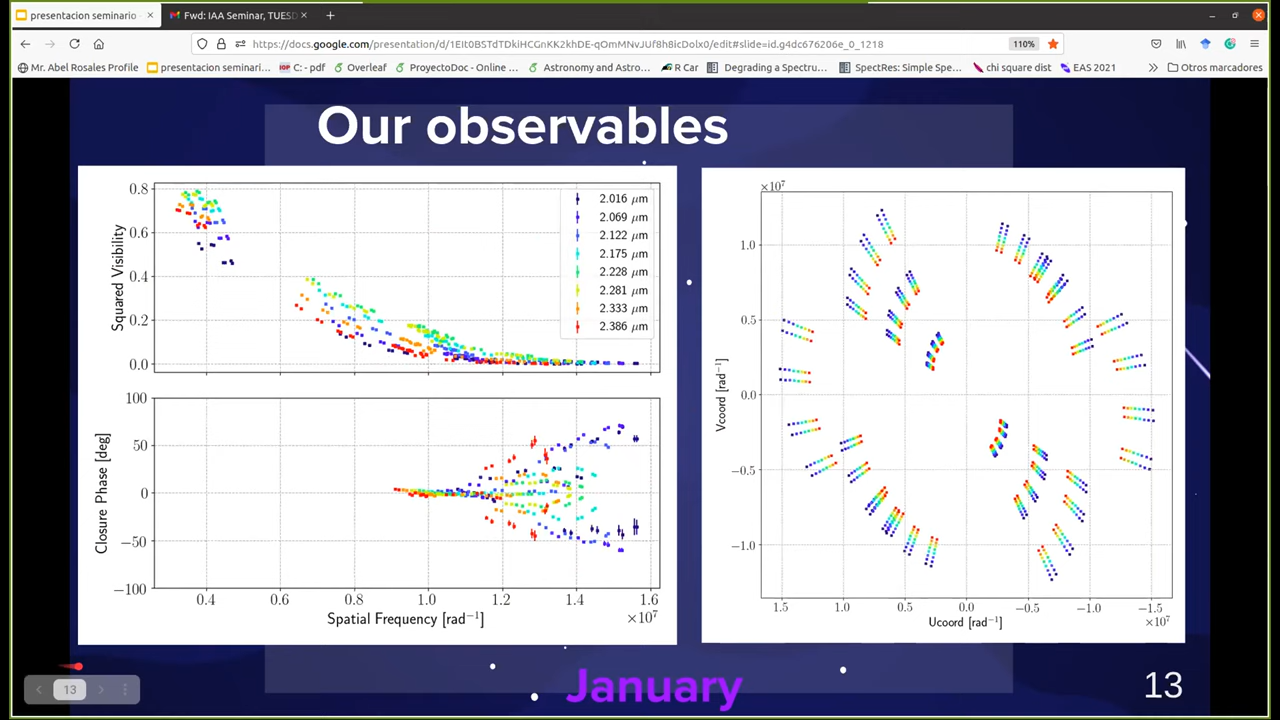 presentacion seminario
Fwd: IAA Seminar, TUESD
https://docs.google.com/presentation/d/1EIt0BSTdTDkiHCGnKK2khDE-qOmMNvJUf8h8icDolx0/edit#slide=id.g4dc676206e_0_1218
110%
Mr. Abel Rosales Profile
presentacion seminari...
IOP C: - pdf
Overleaf
ProyectoDoc - Online ...
Astronomy and Astro...
R Car
Degrading a Spectru...
SpectRes: Simple Spe...
chi square dist
EAS 2021
Otros marcadores
Our observables
0.8
0.6
0.4
0.2
0.0
Squared Visibility
2.016 μm
2.069 μm
2.122 μm
2.175 μm
2.228 μm
2.281 μm
2.333 μm
2.386 μm
100
50
0
−50
−100
Closure Phase [deg]
0.4 0.6 0.8 1.0 1.2 1.4 1.6
Spatial Frequency [rad⁻¹]
×10⁷
×10⁷
1.0
0.5
0.0
−0.5
−1.0
Vcoord [rad⁻¹]
1.5 1.0 0.5 0.0 −0.5 −1.0 −1.5
Ucoord [rad⁻¹]
×10⁷
January
13
13